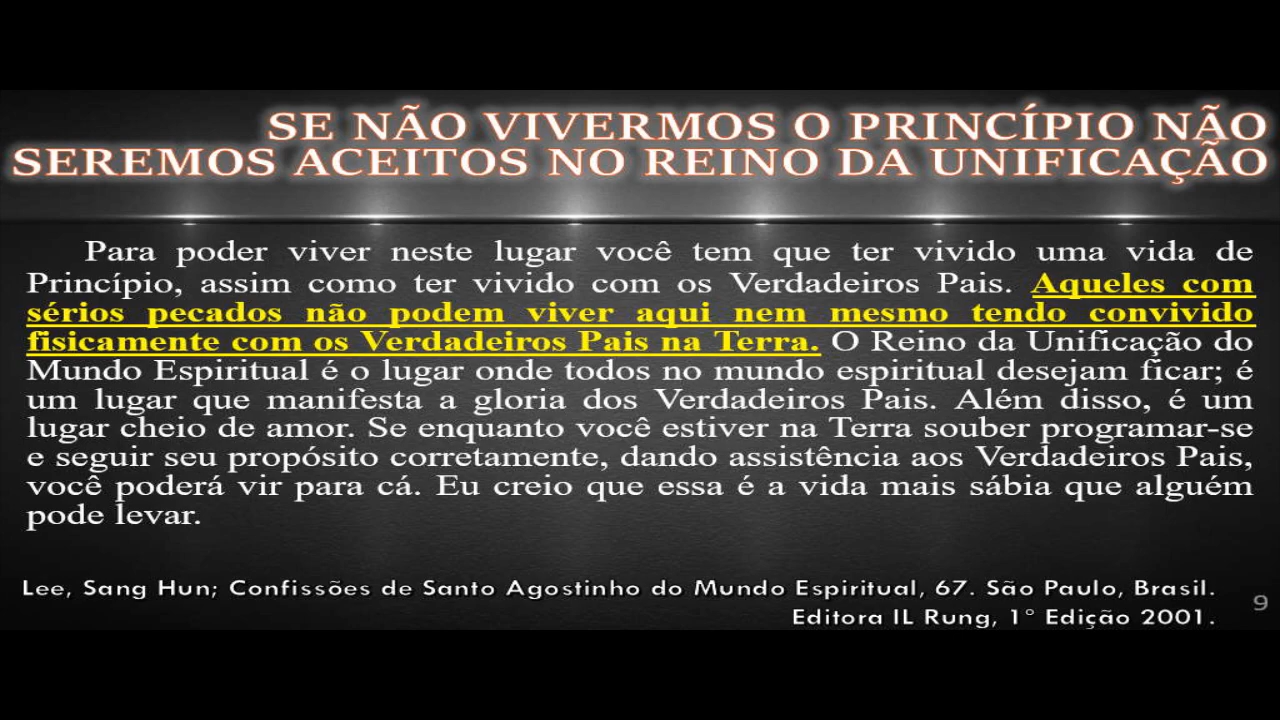 SE NÃO VIVERMOS O PRINCÍPIO NÃO
SEREMOS ACEITOS NO REINO DA UNIFICAÇÃO
Para poder viver neste lugar você tem que ter vivido uma vida de
Princípio, assim como ter vivido com os Verdadeiros Pais. Aqueles com
sérios pecados não podem viver aqui nem mesmo tendo convivido
fisicamente com os Verdadeiros Pais na Terra. O Reino da Unificação do
Mundo Espiritual é o lugar onde todos no mundo espiritual desejam ficar; é
um lugar que manifesta a gloria dos Verdadeiros Pais. Além disso, é um
lugar cheio de amor. Se enquanto você estiver na Terra souber programar-se
e seguir seu propósito corretamente, dando assistência aos Verdadeiros Pais,
você poderá vir para cá. Eu creio que essa é a vida mais sábia que alguém
pode levar.
Lee, Sang Hun; Confissões de Santo Agostinho do Mundo Espiritual, 67. São Paulo, Brasil.
Editora IL Rung, 1° Edição 2001.
9